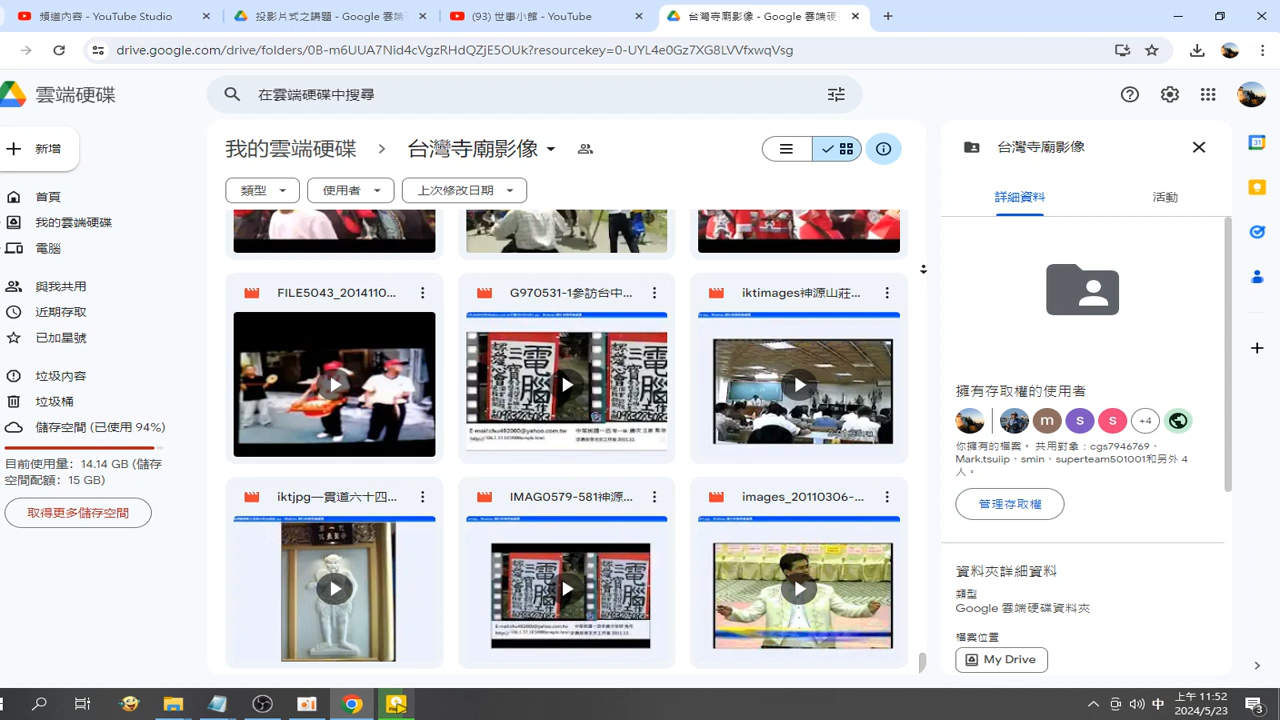 頻道內容 - YouTube Studio
投影片式之講題 - Google 雲端
(93) 世事小館 - YouTube
台灣寺廟影像 - Google 雲端硬碟
drive.google.com/drive/folders/0B-m6UUA7Nid4cVgzRHdQZjE5OUk?resourcekey=0-UYL4e0Gz7XG8LVVfxwqVsg
雲端硬碟
在雲端硬碟中搜尋
新增
我的雲端硬碟
台灣寺廟影像
類型
使用者
上次修改日期
首頁
我的雲端硬碟
電腦
與我共用
近期存取
已加星號
垃圾內容
垃圾桶
儲存空間 (已使用 94%)
目前使用量：14.14 GB (儲存
空間配額：15 GB)
取得更多儲存空間
FILE5043_2014110...
G970531-1參訪台中...
iktimages神源山莊...
iktjpg一貫道六十四...
IMAG0579-581神源...
images_20110306-...
電腦
台灣寺廟影像
詳細資料
活動
擁有存取權的使用者
m
s
s
+4
你擁有的檔案。 共用對象：cgs7946769、
Mark.tsuiip、smin、superteam501001和另外 4
人。
管理存取權
資料夾詳細資料
類型
Google 雲端硬碟資料夾
檔案位置
My Drive
31
中
上午 11:52
2024/5/23
3